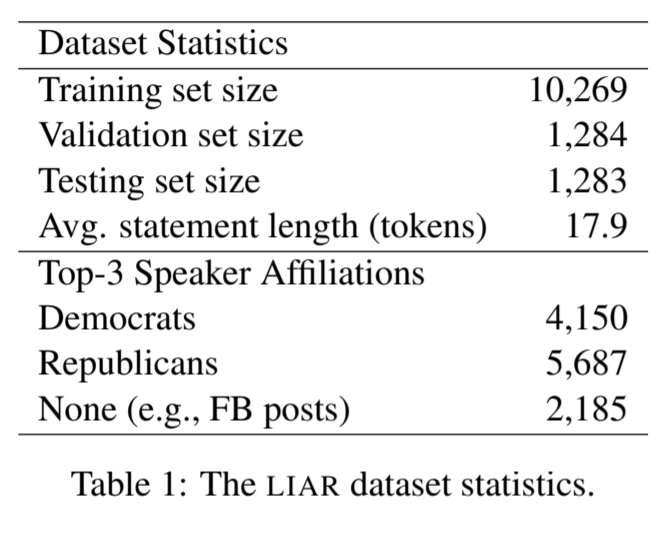 Dataset Statistics
Training set size 10,269
Validation set size 1,284
Testing set size 1,283
Avg. statement length (tokens) 17.9
Top-3 Speaker Affiliations
Democrats 4,150
Republicans 5,687
None (e.g., FB posts) 2,185
Table 1: The LIAR dataset statistics.